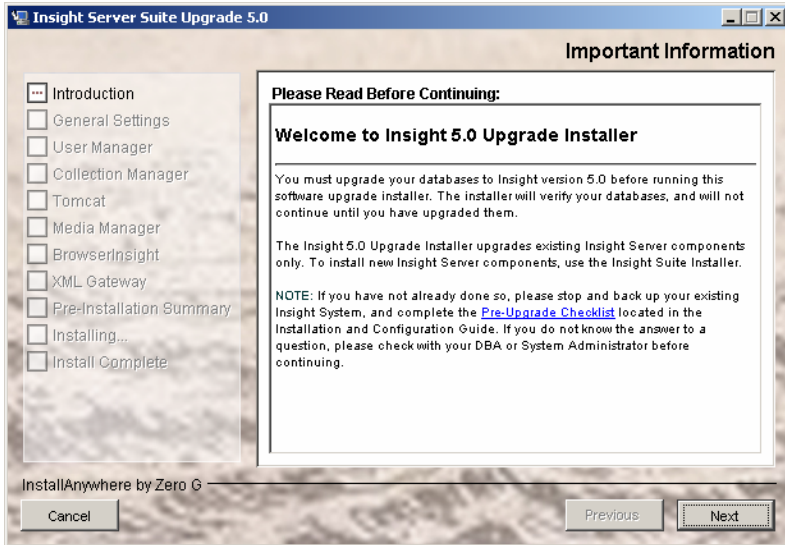 Insight Server Suite Upgrade 5.0
Important Information
Introduction
General Settings
User Manager
Collection Manager
Tomcat
Media Manager
BrowserInsight
XML Gateway
Pre-Installation Summary
Installing...
Install Complete
Please Read Before Continuing:
Welcome to Insight 5.0 Upgrade Installer
You must upgrade your databases to Insight version 5.0 before running this
software upgrade installer. The installer will verify your databases, and will not
continue until you have upgraded them.
The Insight 5.0 Upgrade Installer upgrades existing Insight Server components
only. To install new Insight Server components, use the Insight Suite Installer.
NOTE: If you have not already done so, please stop and back up your existing
Insight System, and complete the Pre-Upgrade Checklist located in the
Installation and Configuration Guide. If you do not know the answer to a
question, please check with your DBA or System Administrator before
continuing.
InstallAnywhere by Zero G
Cancel
Previous
Next